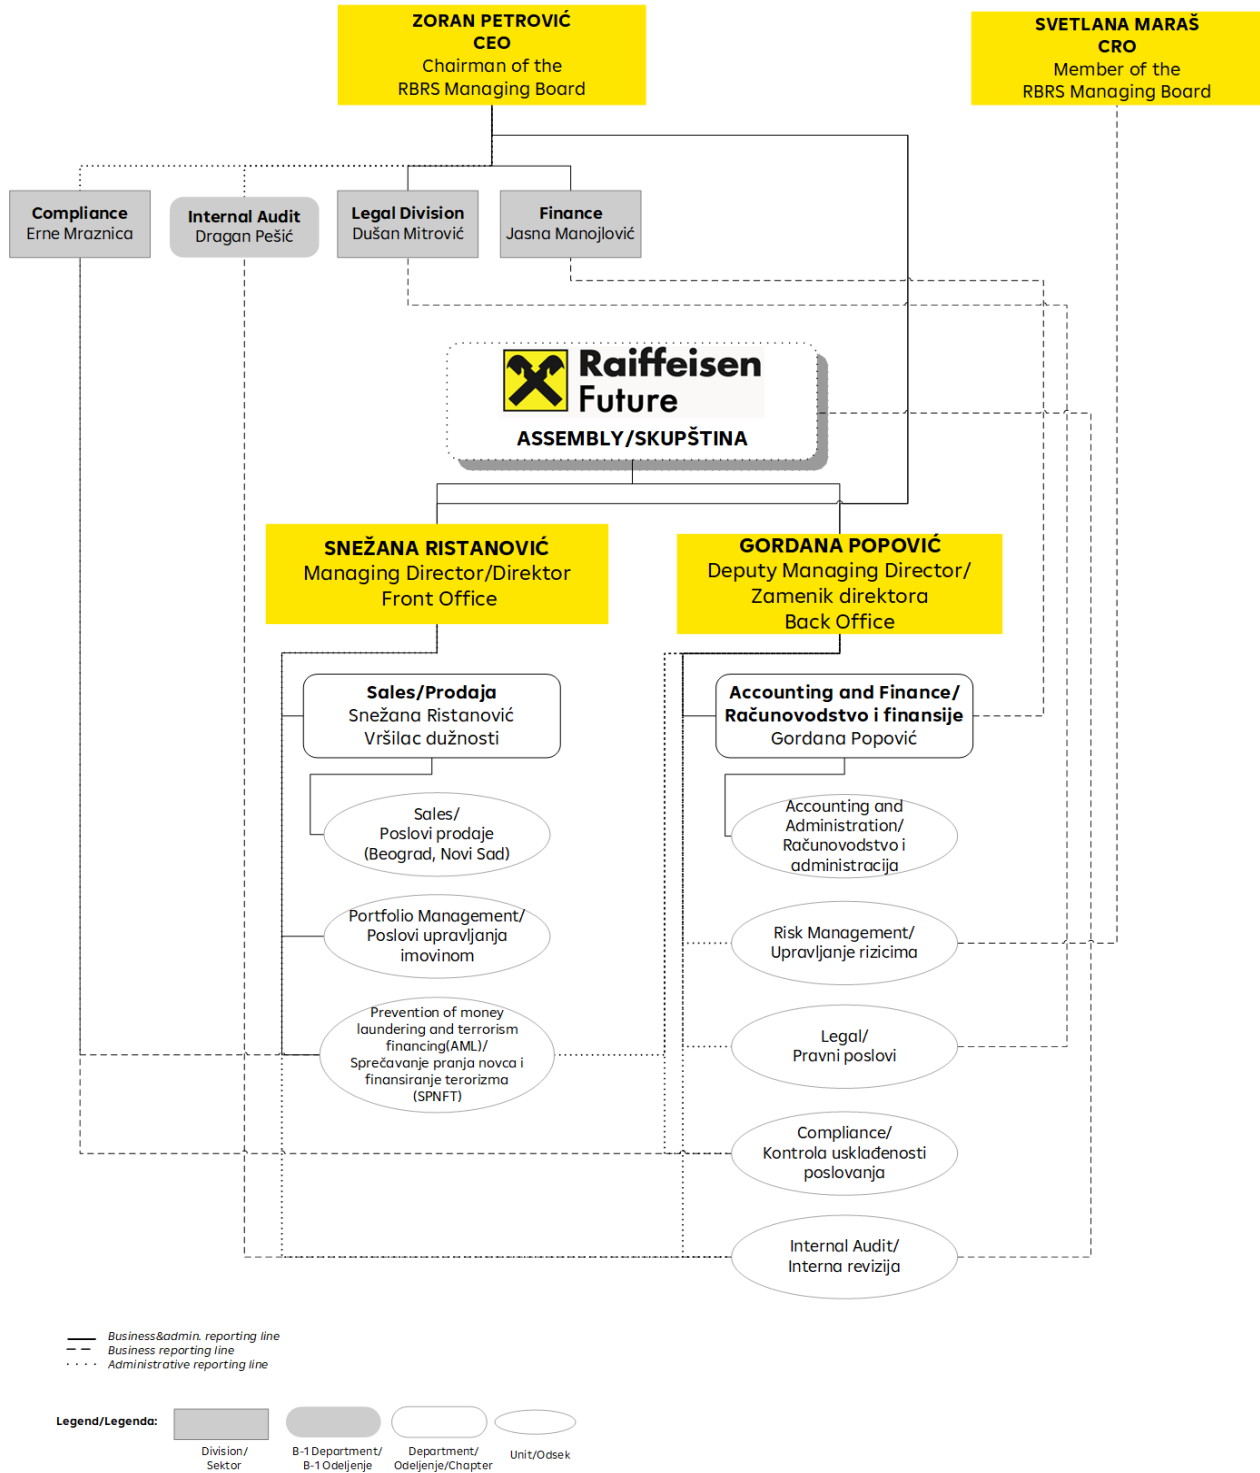 ZORAN PETROVIĆ
CEO
Chairman of the
RBRS Managing Board
SVETLANA MARAŠ
CRO
Member of the
RBRS Managing Board
Compliance
Erne Mraznica
Internal Audit
Dragan Pešić
Legal Division
Dušan Mitrović
Finance
Jasna Manojlović
Raiffeisen
Future
ASSEMBLY/SKUPŠTINA
SNEŽANA RISTANOVIĆ
Managing Director/Direktor
Front Office
GORDANA POPOVIĆ
Deputy Managing Director/
Zamenik direktora
Back Office
Sales/Prodaja
Snežana Ristanović
Vršilac dužnosti
Accounting and Finance/
Računovodstvo i finansije
Gordana Popović
Sales/
Poslovi prodaje
(Beograd, Novi Sad)
Accounting and
Administration/
Računovodstvo i
administracija
Portfolio Management/
Poslovi upravljanja
imovinom
Risk Management/
Upravljanje rizicima
Prevention of money
laundering and terrorism
financing(AML)/
Sprečavanje pranja novca i
finansiranje terorizma
(SPNFT)
Legal/
Pravni poslovi
Compliance/
Kontrola usklađenosti
poslovanja
Internal Audit/
Interna revizija
Business&admin. reporting line
Business reporting line
Administrative reporting line
Legend/Legenda:
Division/
Sektor
B-1 Department/
B-1 Odeljenje
Department/
Odeljenje/Chapter
Unit/Odsek